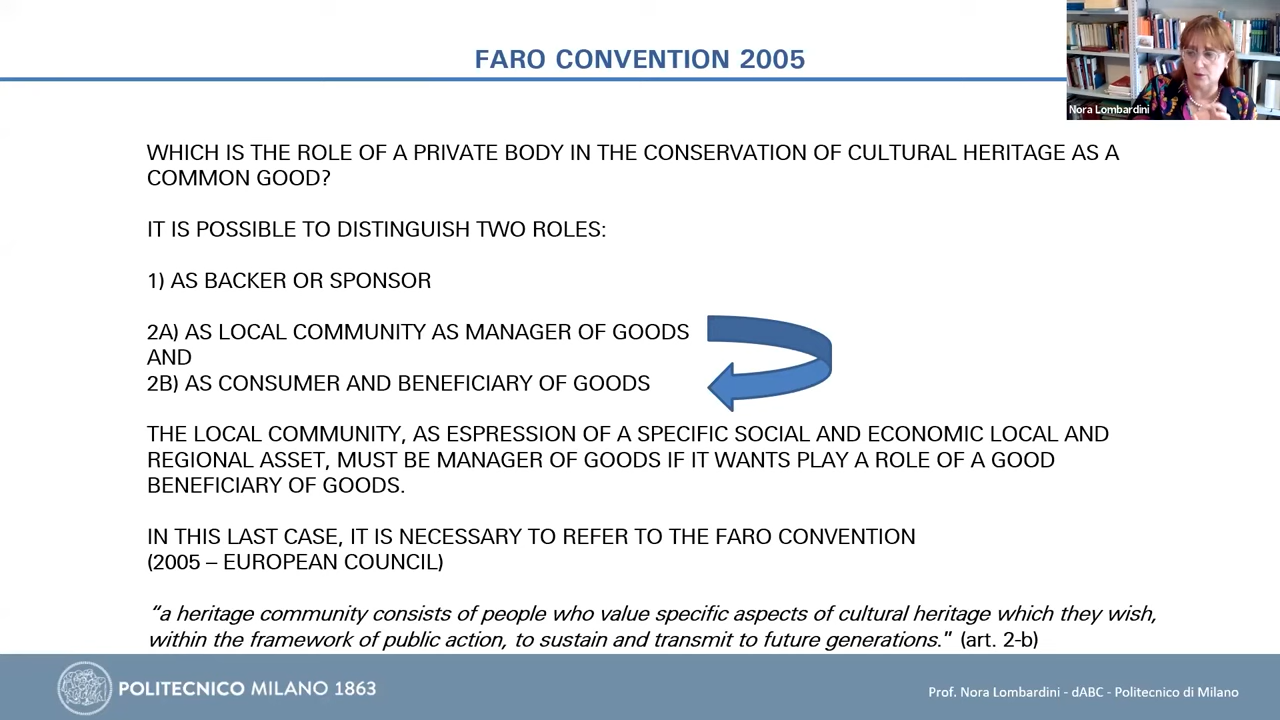 FARO CONVENTION 2005
Nora Lombardini
WHICH IS THE ROLE OF A PRIVATE BODY IN THE CONSERVATION OF CULTURAL HERITAGE AS A
COMMON GOOD?
IT IS POSSIBLE TO DISTINGUISH TWO ROLES:
1) AS BACKER OR SPONSOR
2A) AS LOCAL COMMUNITY AS MANAGER OF GOODS
AND
2B) AS CONSUMER AND BENEFICIARY OF GOODS
THE LOCAL COMMUNITY, AS ESPRESSION OF A SPECIFIC SOCIAL AND ECONOMIC LOCAL AND
REGIONAL ASSET, MUST BE MANAGER OF GOODS IF IT WANTS PLAY A ROLE OF A GOOD
BENEFICIARY OF GOODS.
IN THIS LAST CASE, IT IS NECESSARY TO REFER TO THE FARO CONVENTION
(2005 – EUROPEAN COUNCIL)
“a heritage community consists of people who value specific aspects of cultural heritage which they wish,
within the framework of public action, to sustain and transmit to future generations." (art. 2-b)
POLITECNICO MILANO 1863
Prof. Nora Lombardini - dABC - Politecnico di Milano